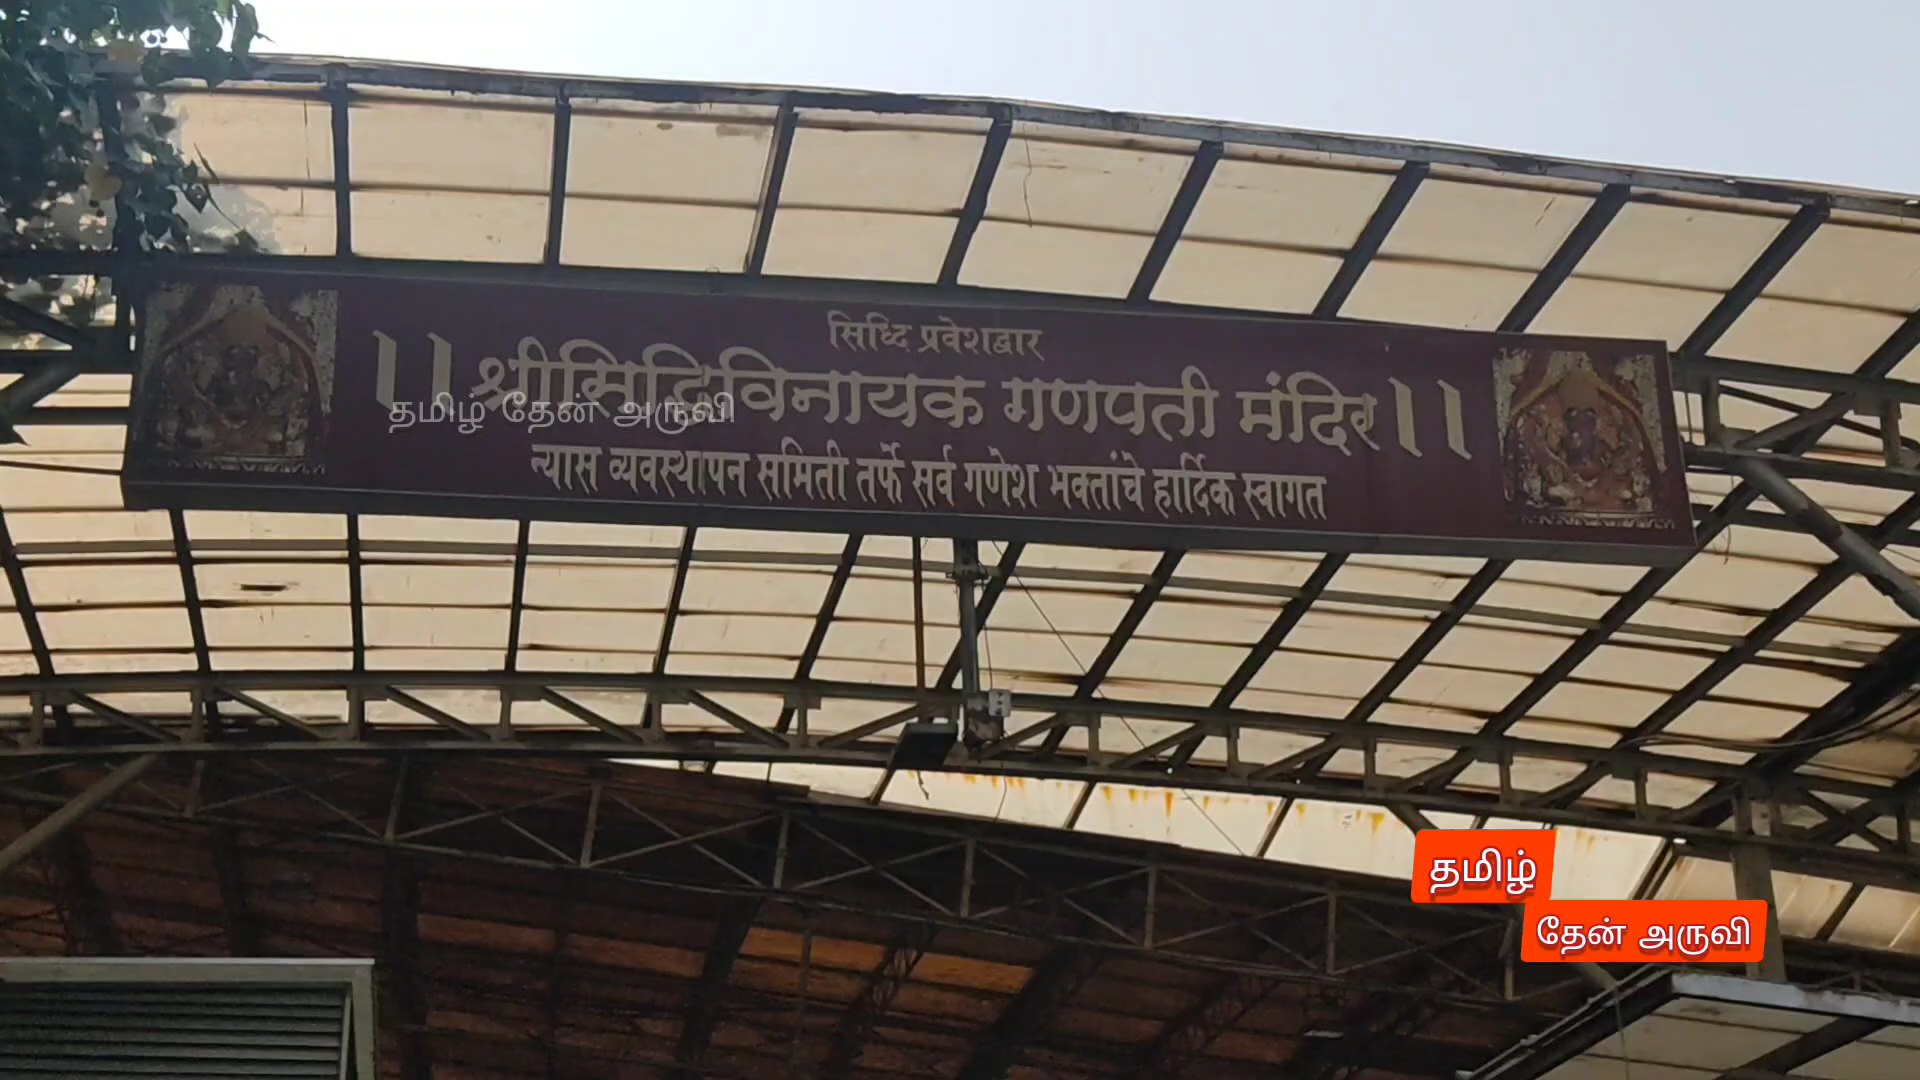 सिध्दि प्रवेशद्वार
।।श्रीसिद्धिविनायक गणपती मंदिर।।
தமிழ் தேன் அருவி
न्यास व्यवस्थापन समिती तर्फे सर्व गणेश भक्तांचे हार्दिक स्वागत
தமிழ்
தேன் அருவி